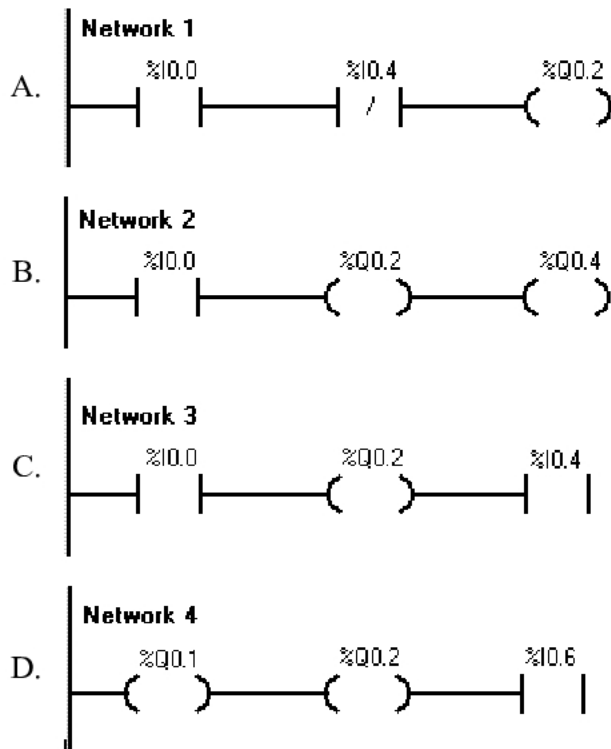 Network 1
%I0.0 %I0.4 %Q0.2
A.
/
Network 2
%I0.0 %Q0.2 %Q0.4
B.
Network 3
%I0.0 %Q0.2 %I0.4
C.
Network 4
%Q0.1 %Q0.2 %I0.6
D.